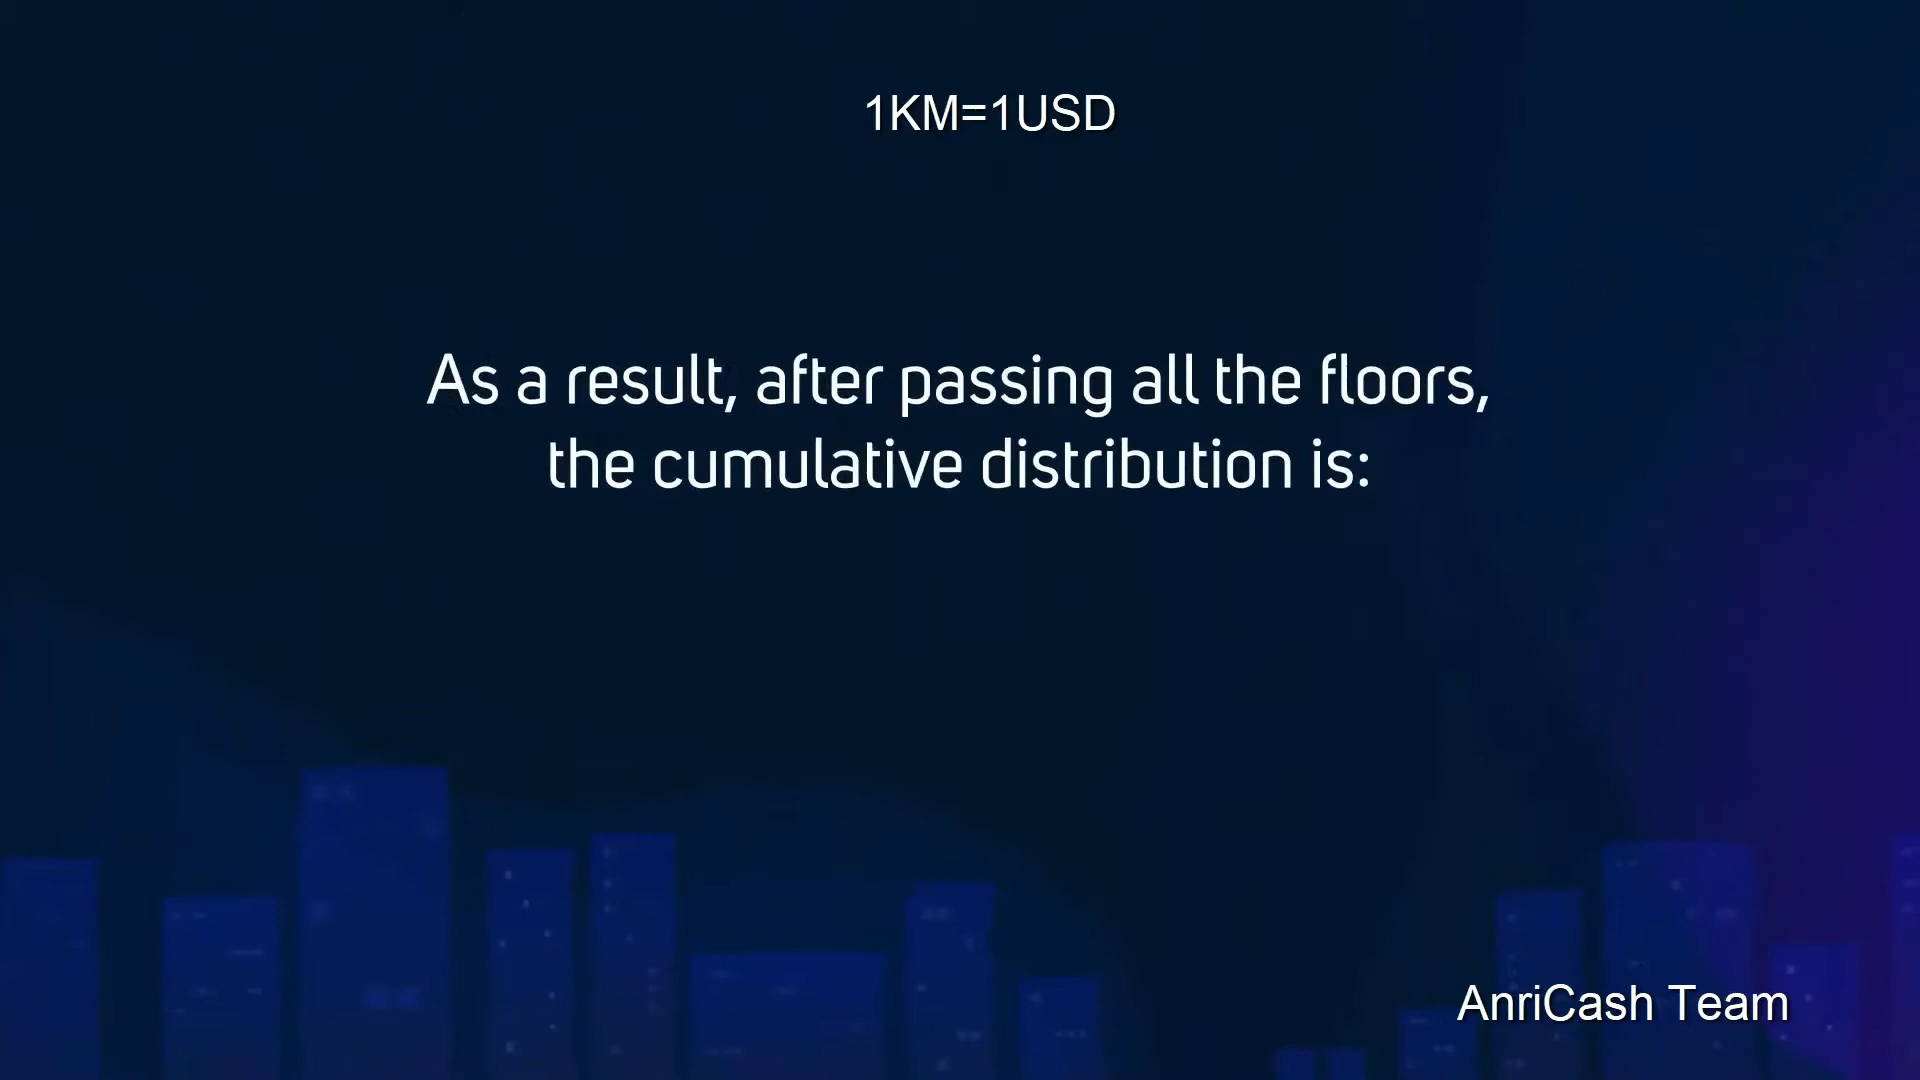 1KM=1USD
As a result, after passing all the floors,
the cumulative distribution is:
AnriCash Team